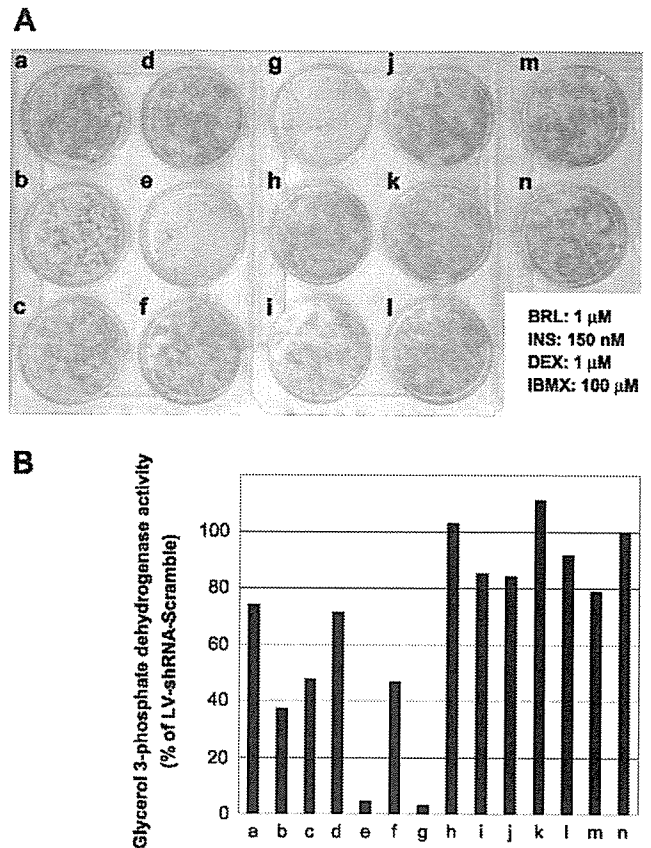 A
a d g j m
b e h k n
c f i l
BRL: 1 µM
INS: 150 nM
DEX: 1 µM
IBMX: 100 µM
B
Glycerol 3-phosphate dehydrogenase activity
(% of LV-shRNA-Scramble)
100
80
60
40
20
0
a b c d e f g h i j k l m n